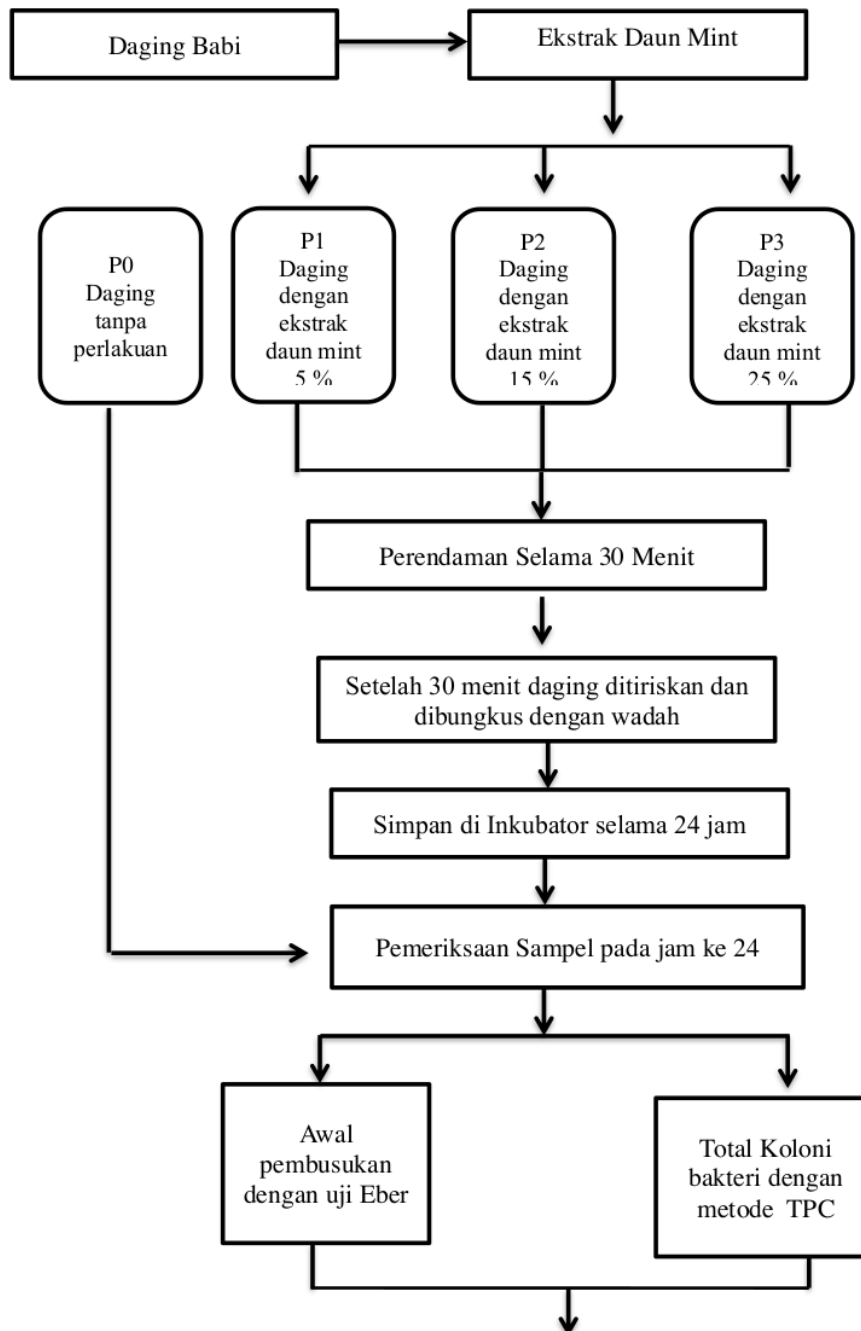 Daging Babi
Ekstrak Daun Mint
P0
Daging
tanpa
perlakuan
P1
Daging
dengan
ekstrak
daun mint
5 %
P2
Daging
dengan
ekstrak
daun mint
15 %
P3
Daging
dengan
ekstrak
daun mint
25 %
Perendaman Selama 30 Menit
Setelah 30 menit daging ditiriskan dan
dibungkus dengan wadah
Simpan di Inkubator selama 24 jam
Pemeriksaan Sampel pada jam ke 24
Awal
pembusukan
dengan uji Eber
Total Koloni
bakteri dengan
metode TPC